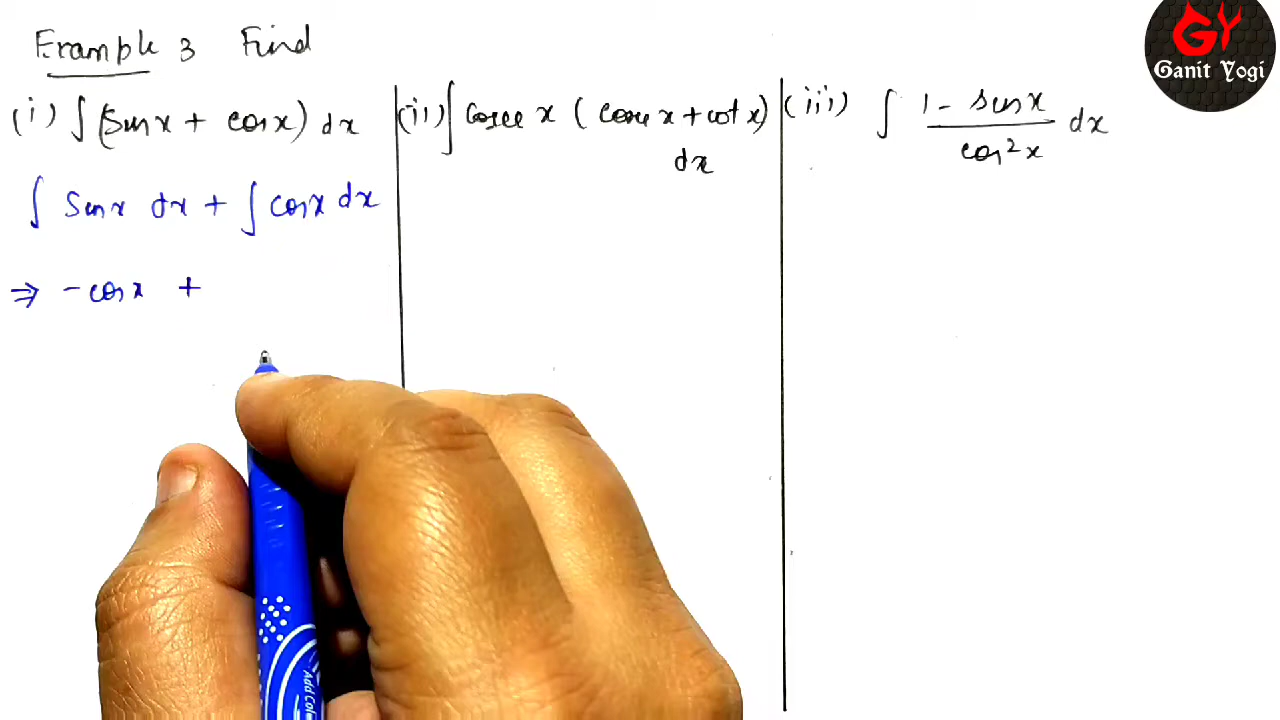 Example 3 Find
(i) ∫(sinx + cosx) dx
∫ sinx dx + ∫ cosx dx
⇒ -cosx +
(ii) ∫ cosec x (cosec x + cot x)
dx
(iii) ∫ 1 - sinx / cos²x dx
GY
Ganit Yogi